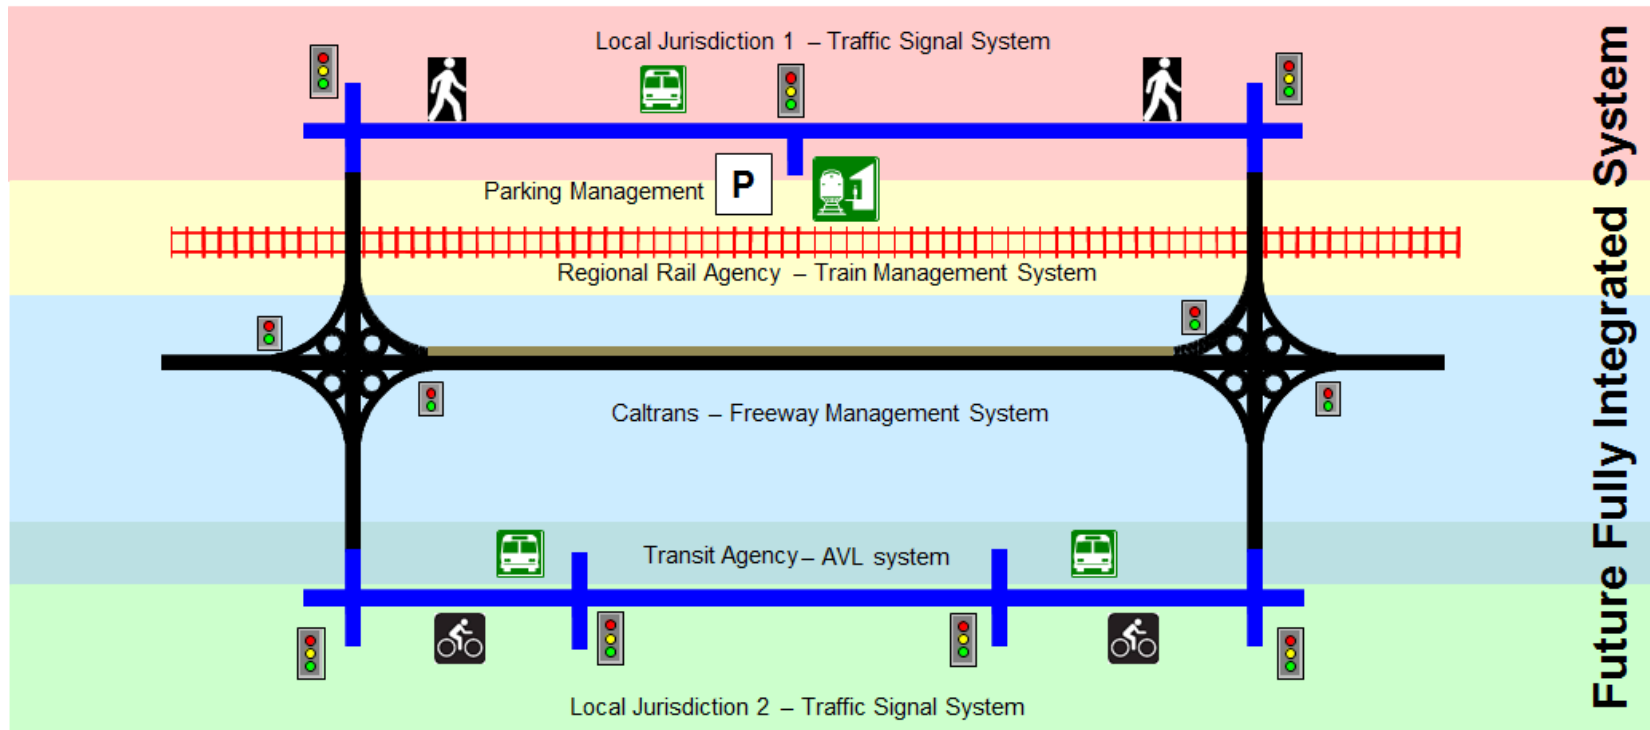 Local Jurisdiction 1 – Traffic Signal System
Parking Management
P
Regional Rail Agency – Train Management System
Caltrans – Freeway Management System
Transit Agency – AVL system
Local Jurisdiction 2 – Traffic Signal System
Future Fully Integrated System